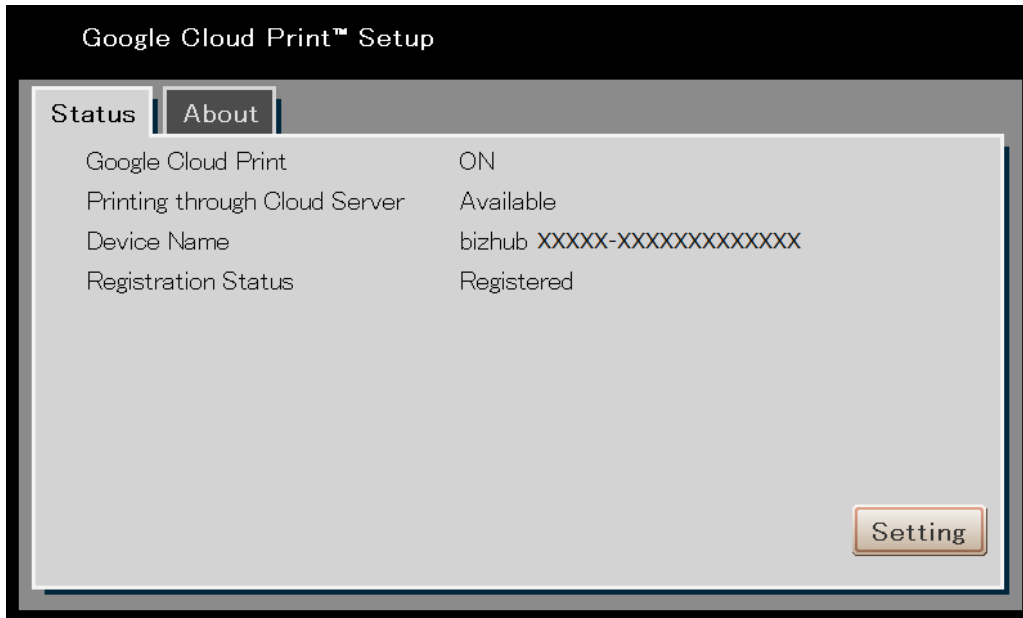 Google Cloud Print™ Setup
Status About
Google Cloud Print ON
Printing through Cloud Server Available
Device Name bizhub XXXXX-XXXXXXXXXXXXX
Registration Status Registered
Setting